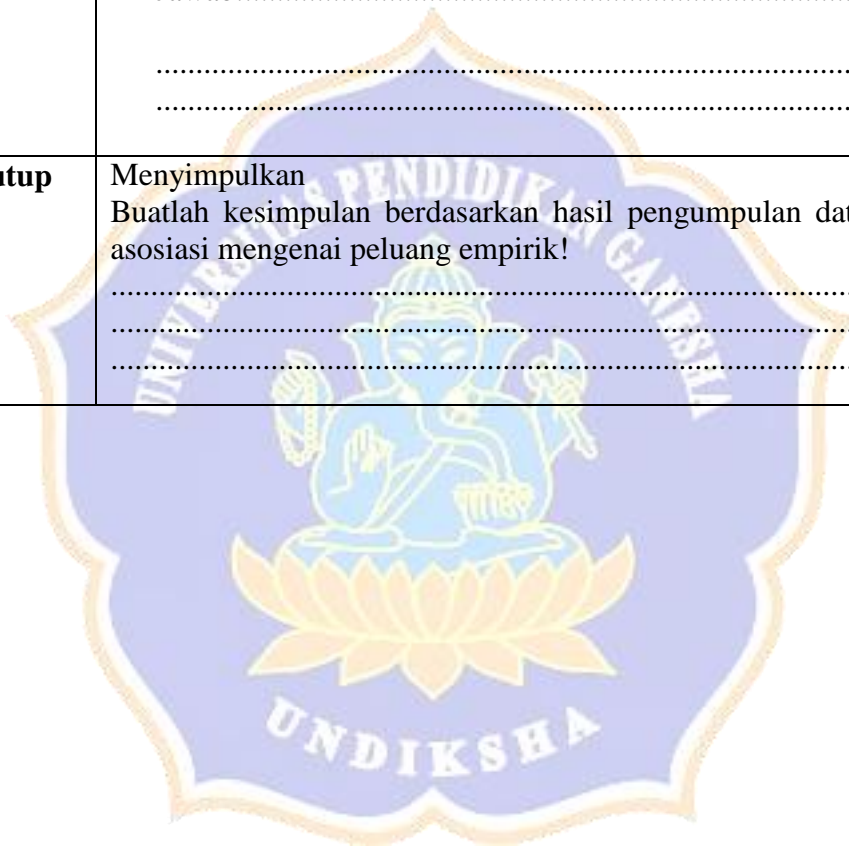 ................................................................................
................................................................................
utup
Menyimpulkan
Buatlah kesimpulan berdasarkan hasil pengumpulan dat
asosiasi mengenai peluang empirik!
................................................................................
................................................................................
................................................................................
UNIVERSITAS PENDIDIKAN GANESHA
UNDIKSHA